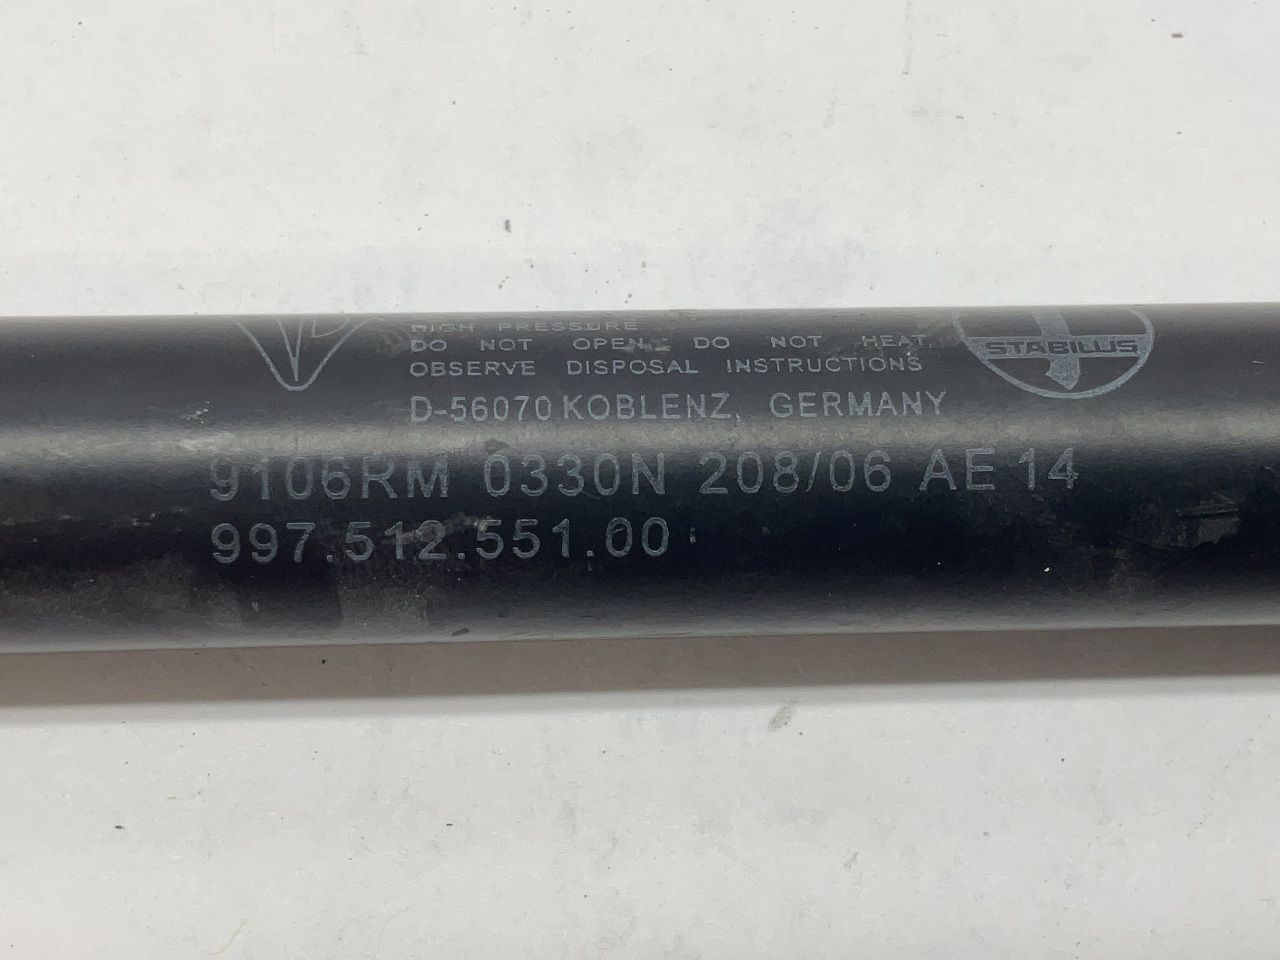 HIGH PRESSURE
DO NOT OPEN. DO NOT HEAT.
OBSERVE DISPOSAL INSTRUCTIONS
D-56070 KOBLENZ, GERMANY
STABILUS
9106RM 0330N 208/06 AE 14
997.512.551.00